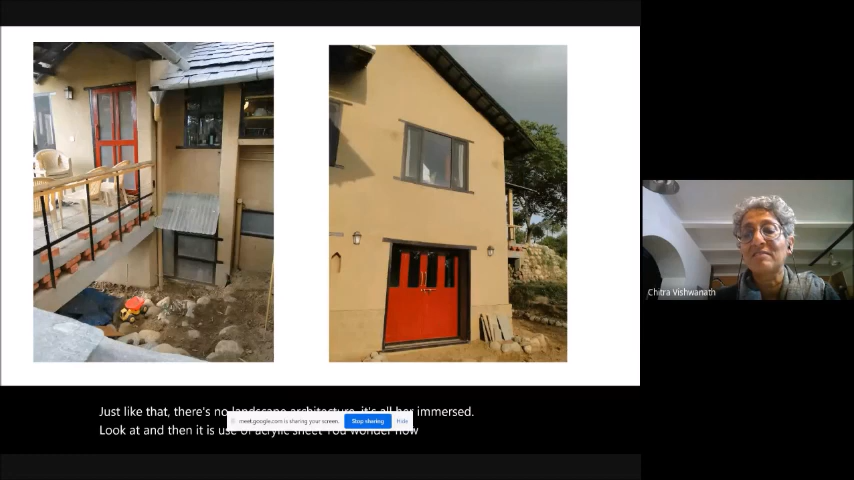 Chitra Vishwanath
Just like that, there's no landscape architecture, it's all her immersed.
meet.google.com is sharing your screen.
Stop sharing
Hide
Look at and then it is use of acrylic sheet You wonder how